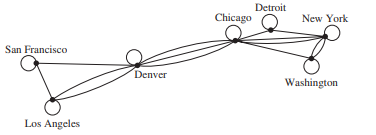 Detroit
Chicago
New York
San Francisco
Denver
Washington
Los Angeles